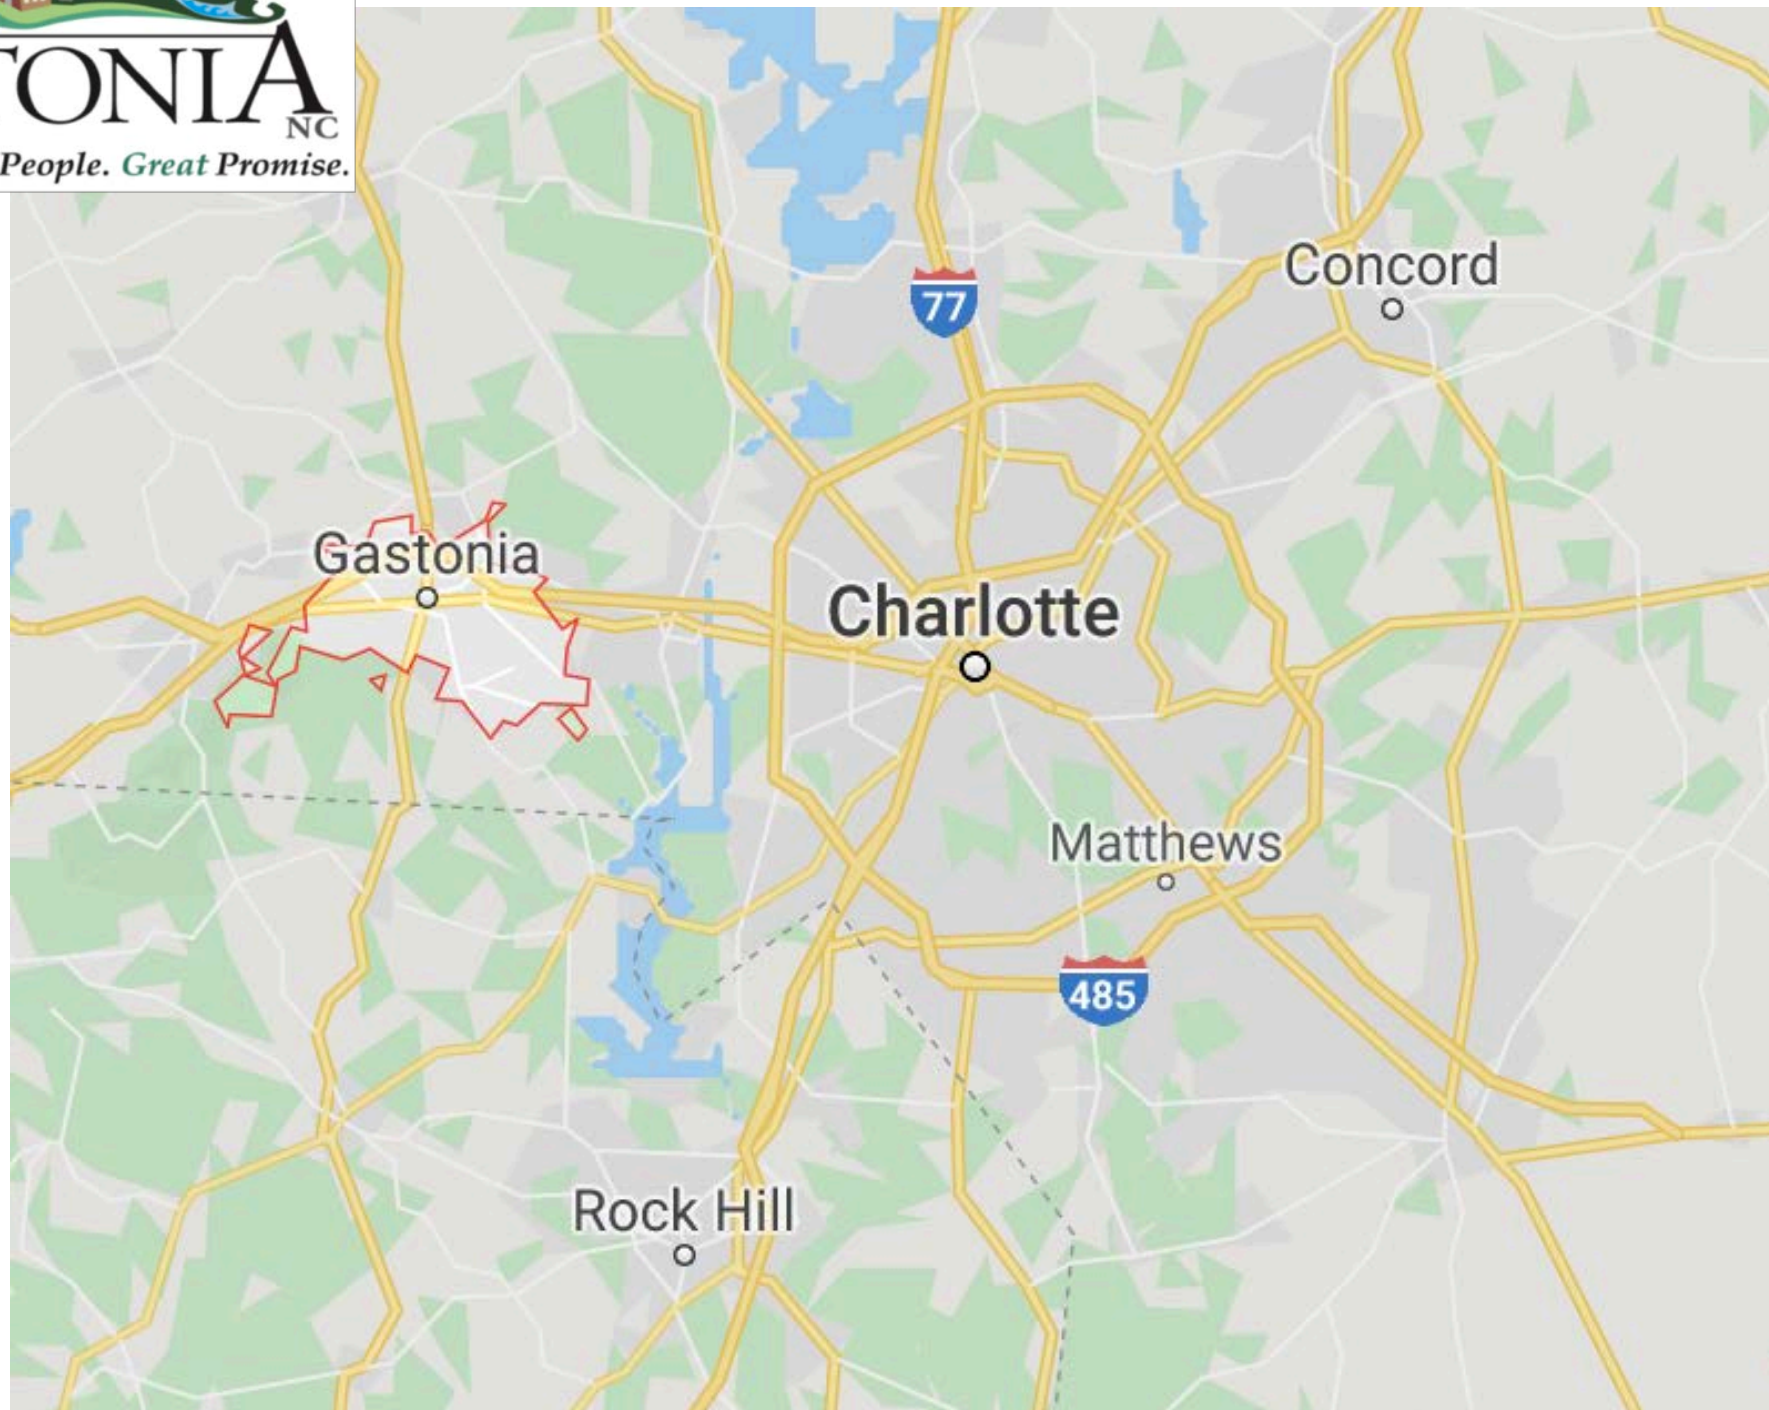 TONIA
NC
People. Great Promise.
77
Concord
Gastonia
Charlotte
Matthews
485
Rock Hill